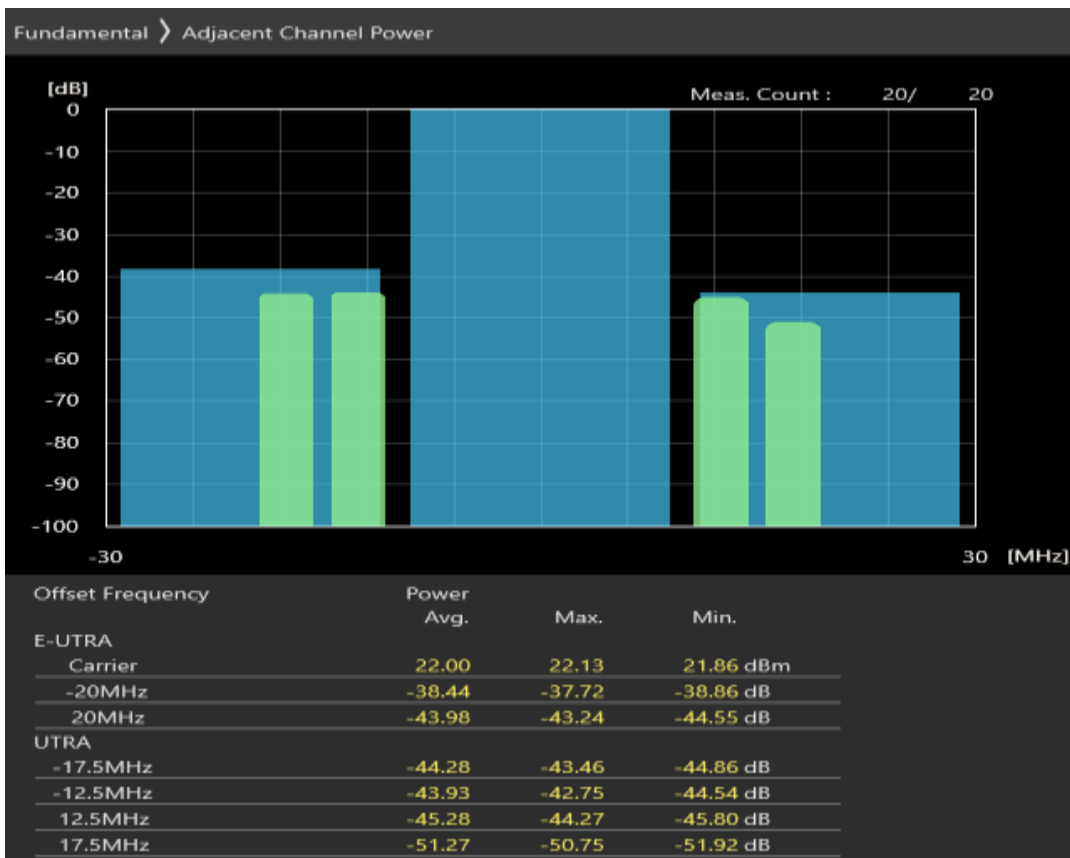 Fundamental 〉 Adjacent Channel Power
[dB]
Meas. Count : 20/ 20
0
-10
-20
-30
-40
-50
-60
-70
-80
-90
-100
-30 30 [MHz]
Offset Frequency Power
Avg. Max. Min.
E-UTRA
Carrier 22.00 22.13 21.86 dBm
-20MHz -38.44 -37.72 -38.86 dB
20MHz -43.98 -43.24 -44.55 dB
UTRA
-17.5MHz -44.28 -43.46 -44.86 dB
-12.5MHz -43.93 -42.75 -44.54 dB
12.5MHz -45.28 -44.27 -45.80 dB
17.5MHz -51.27 -50.75 -51.92 dB